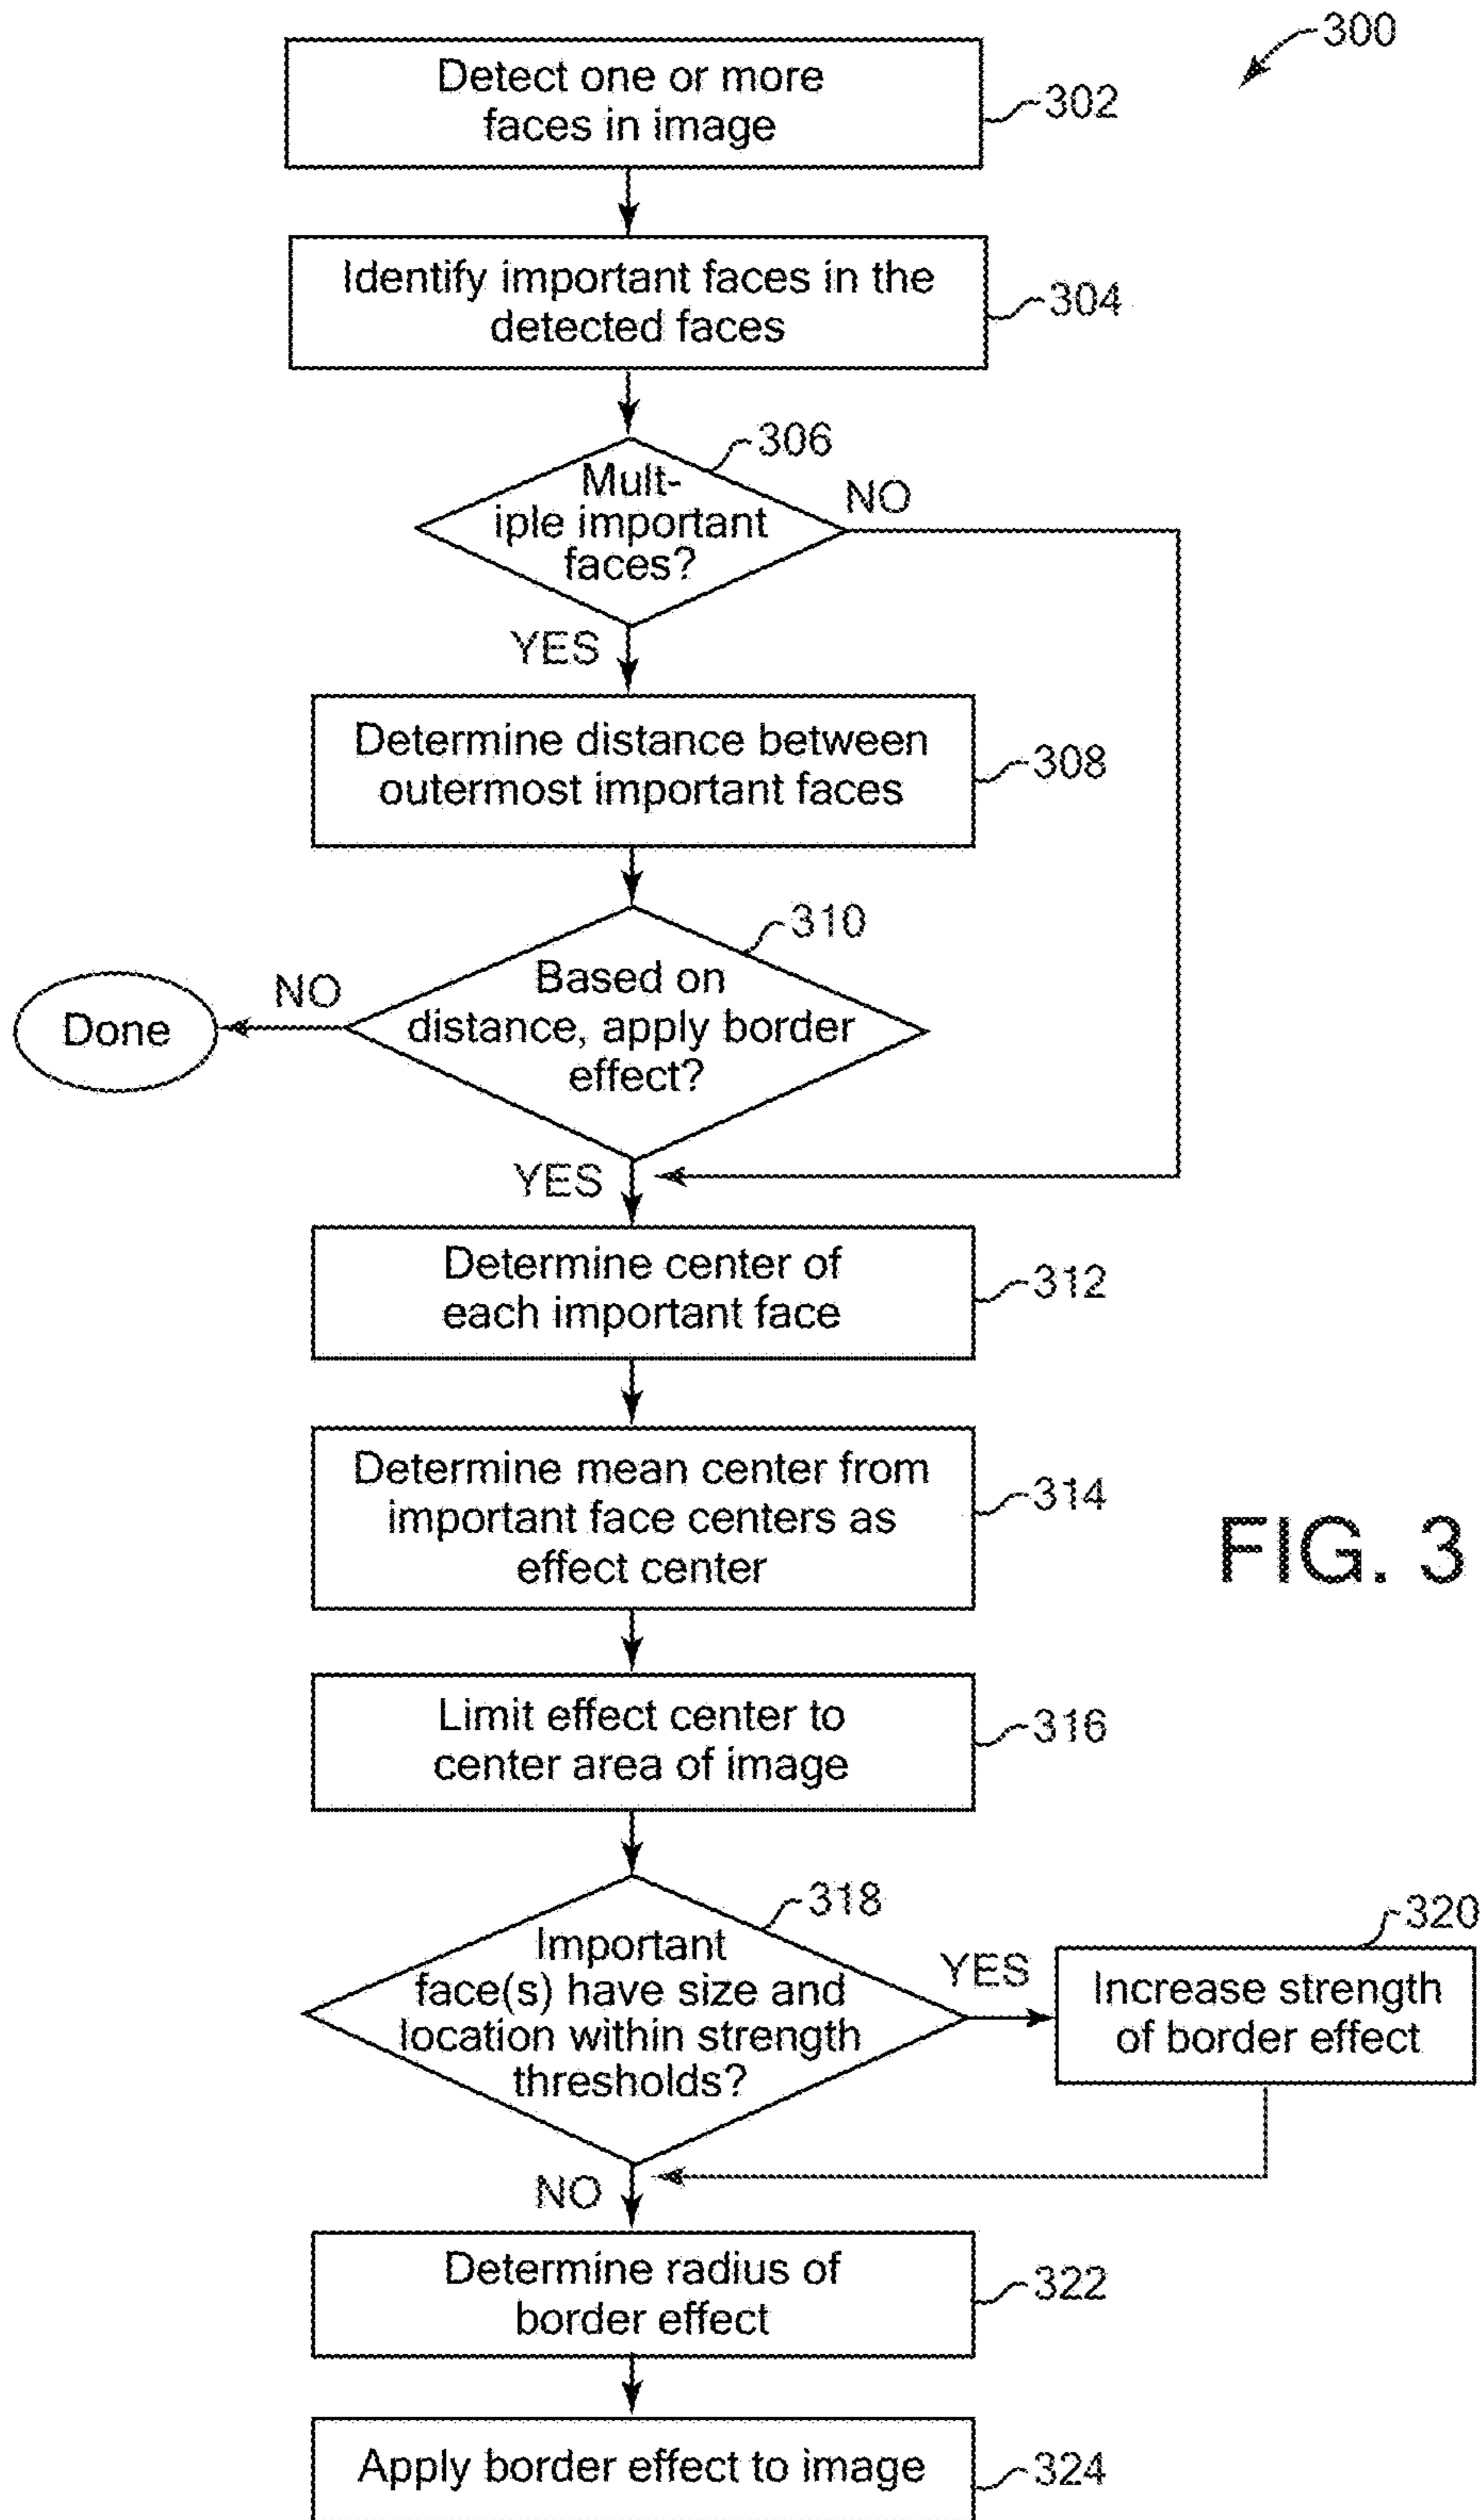 300
Detect one or more
faces in image
302
Identify important faces in the
detected faces
304
306
Mult-
iple important
faces?
NO
YES
Determine distance between
outermost important faces
308
310
Based on
distance, apply border
effect?
NO
Done
YES
Determine center of
each important face
312
Determine mean center from
important face centers as
effect center
314
FIG. 3
Limit effect center to
center area of image
316
318
Important
face(s) have size and
location within strength
thresholds?
YES
320
Increase strength
of border effect
NO
Determine radius of
border effect
322
Apply border effect to image
324